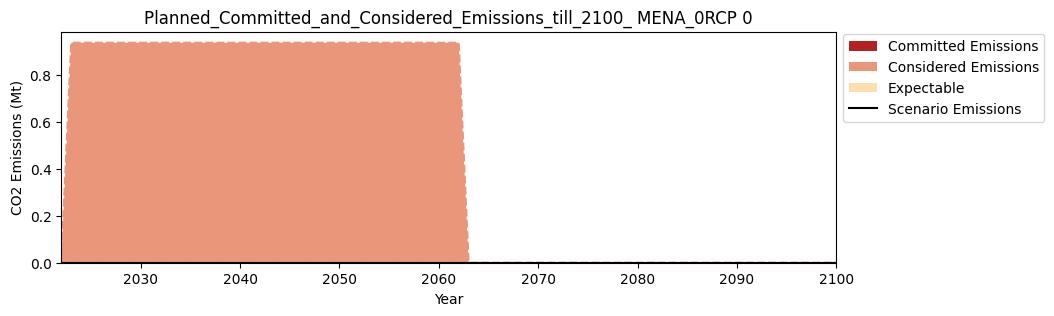 Planned_Committed_and_Considered_Emissions_till_2100_ MENA_0RCP 0
CO2 Emissions (Mt)
0.8
0.6
0.4
0.2
0.0
2030 2040 2050 2060 2070 2080 2090 2100
Year
Committed Emissions
Considered Emissions
Expectable
Scenario Emissions